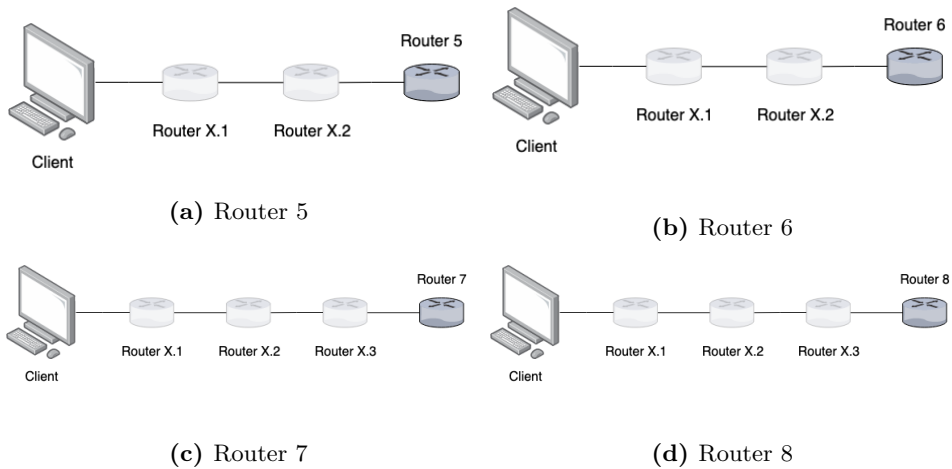 Router 5
Router X.1 Router X.2
Client
(a) Router 5
Router 6
Router X.1 Router X.2
Client
(b) Router 6
Router 7
Router X.1 Router X.2 Router X.3
Client
(c) Router 7
Router 8
Router X.1 Router X.2 Router X.3
Client
(d) Router 8